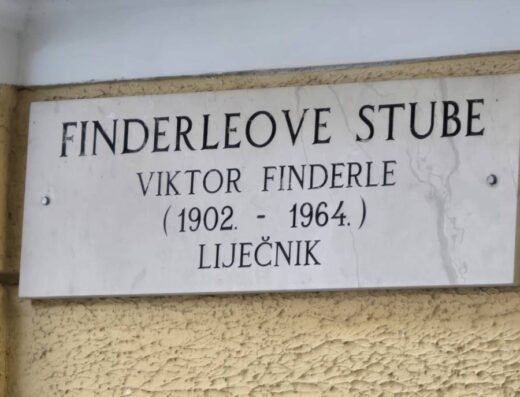 FINDERLEOVE STUBE
VIKTOR FINDERLE
(1902. - 1964.)
LIJEČNIK